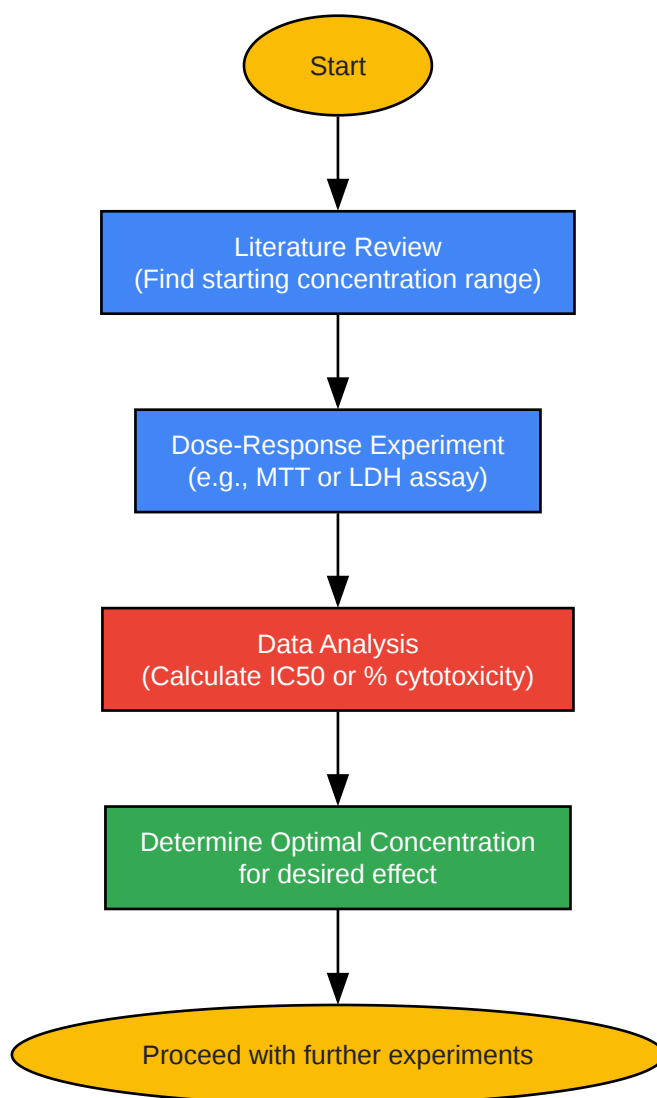 Start
Literature Review
(Find starting concentration range)
Dose-Response Experiment
(e.g., MTT or LDH assay)
Data Analysis
(Calculate IC50 or % cytotoxicity)
Determine Optimal Concentration
for desired effect
Proceed with further experiments